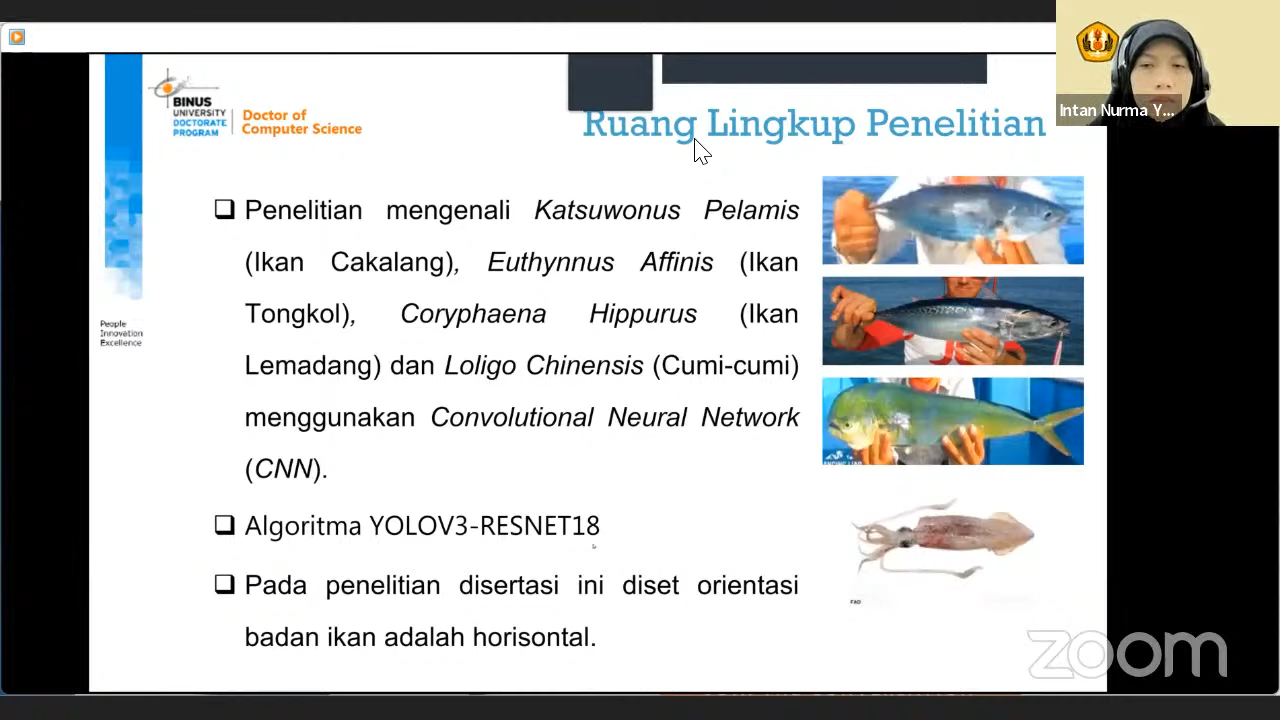 BINUS
UNIVERSITY
DOCTORATE
PROGRAM
Doctor of
Computer Science
Ruang Lingkup Penelitian
Intan Nurma Y...
❑ Penelitian mengenali Katsuwonus Pelamis
(Ikan Cakalang), Euthynnus Affinis (Ikan
Tongkol), Coryphaena Hippurus (Ikan
Lemadang) dan Loligo Chinensis (Cumi-cumi)
menggunakan Convolutional Neural Network
(CNN).
❑ Algoritma YOLOV3-RESNET18
❑ Pada penelitian disertasi ini diset orientasi
badan ikan adalah horisontal.
People
Innovation
Excellence
FAO
zoom